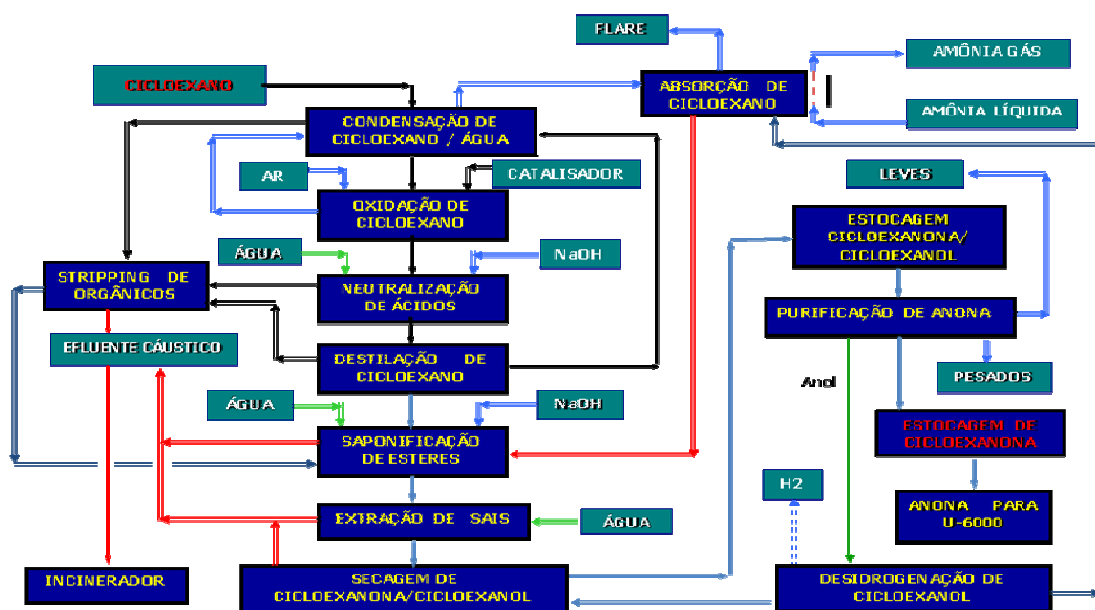 FLARE
AMÔNIA GÁS
CICLOEXANO
ABSORÇÃO DE
CICLOEXANO
AMÔNIA LÍQUIDA
CONDENSAÇÃO DE
CICLOEXANO / ÁGUA
AR
CATALISADOR
LEVES
OXIDAÇÃO DE
CICLOEXANO
ESTOCAGEM
CICLOEXANONA/
CICLOEXANOL
ÁGUA
NaOH
STRIPPING DE
ORGÂNICOS
NEUTRALIZAÇÃO
DE ÁCIDOS
PURIFICAÇÃO DE ANONA
EFLUENTE CÁUSTICO
DESTILAÇÃO DE
CICLOEXANO
Anol
PESADOS
ÁGUA
NaOH
SAPONIFICAÇÃO
DE ESTERES
ESTOCAGEM DE
CICLOEXANONA
H2
EXTRAÇÃO DE SAIS
ÁGUA
ANONA PARA
U-6000
INCINERADOR
SECAGEM DE
CICLOEXANONA/CICLOEXANOL
DESIDROGENAÇÃO DE
CICLOEXANOL